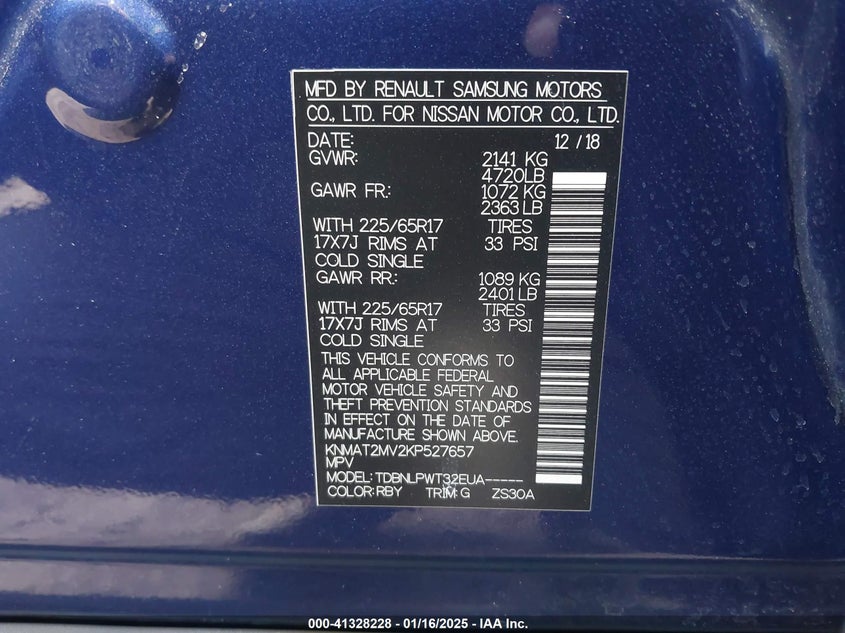 MFD BY RENAULT SAMSUNG MOTORS
CO., LTD. FOR NISSAN MOTOR CO., LTD.
DATE: 12 /18
GVWR: 2141 KG
4720LB
GAWR FR: 1072 KG
2363 LB
WITH 225/65R17 TIRES
17X7J RIMS AT 33 PSI
COLD SINGLE
GAWR RR: 1089 KG
2401 LB
WITH 225/65R17 TIRES
17X7J RIMS AT 33 PSI
COLD SINGLE
THIS VEHICLE CONFORMS TO
ALL APPLICABLE FEDERAL
MOTOR VEHICLE SAFETY AND
THEFT PREVENTION STANDARDS
IN EFFECT ON THE DATE OF
MANUFACTURE SHOWN ABOVE.
KNMAT2MV2KP527657
MPV
MODEL: TDBNLPWT32EUA-----
COLOR: RBY TRIM: G ZS30A
000-41328228 - 01/16/2025 - IAA Inc.